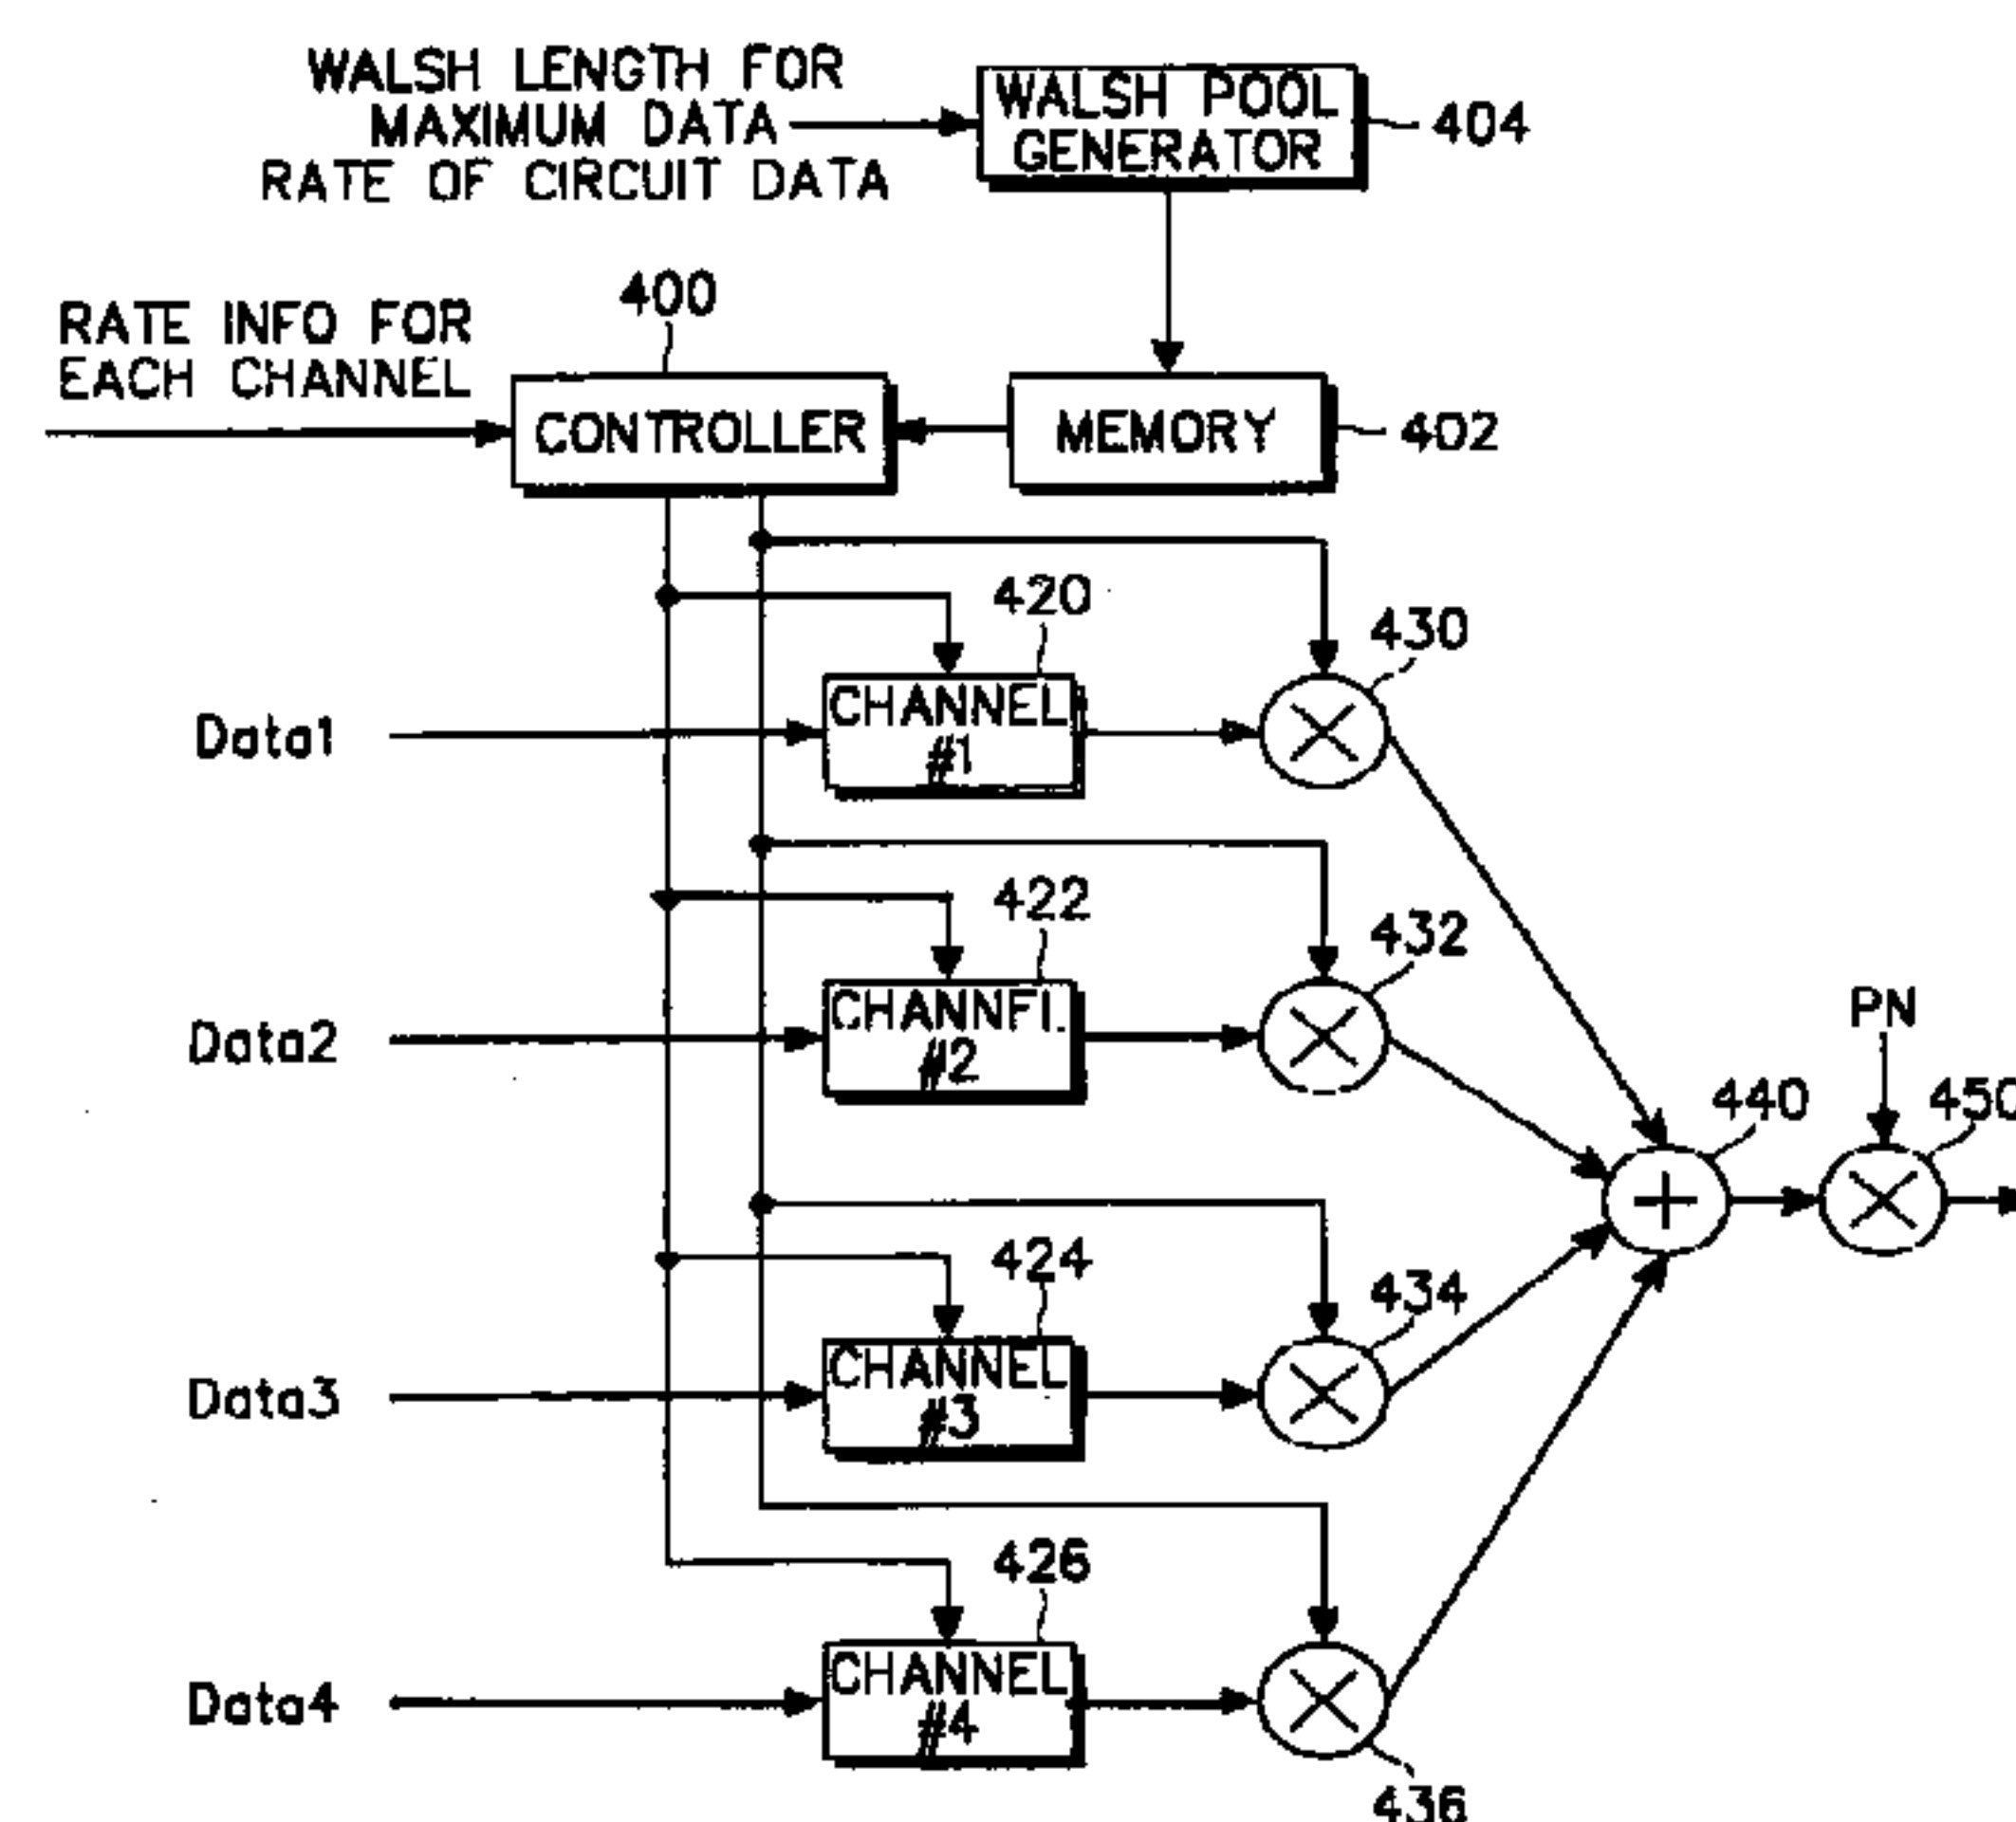 WALSH LENGTH FOR
MAXIMUM DATA
RATE OF CIRCUIT DATA
WALSH POOL
GENERATOR
404
400
RATE INFO FOR
EACH CHANNEL
CONTROLLER
MEMORY
402
420
430
Data1
CHANNEL
#1
422
432
Data2
CHANNEL
#2
PN
440
450
424
434
Data3
CHANNEL
#3
426
Data4
CHANNEL
#4
436